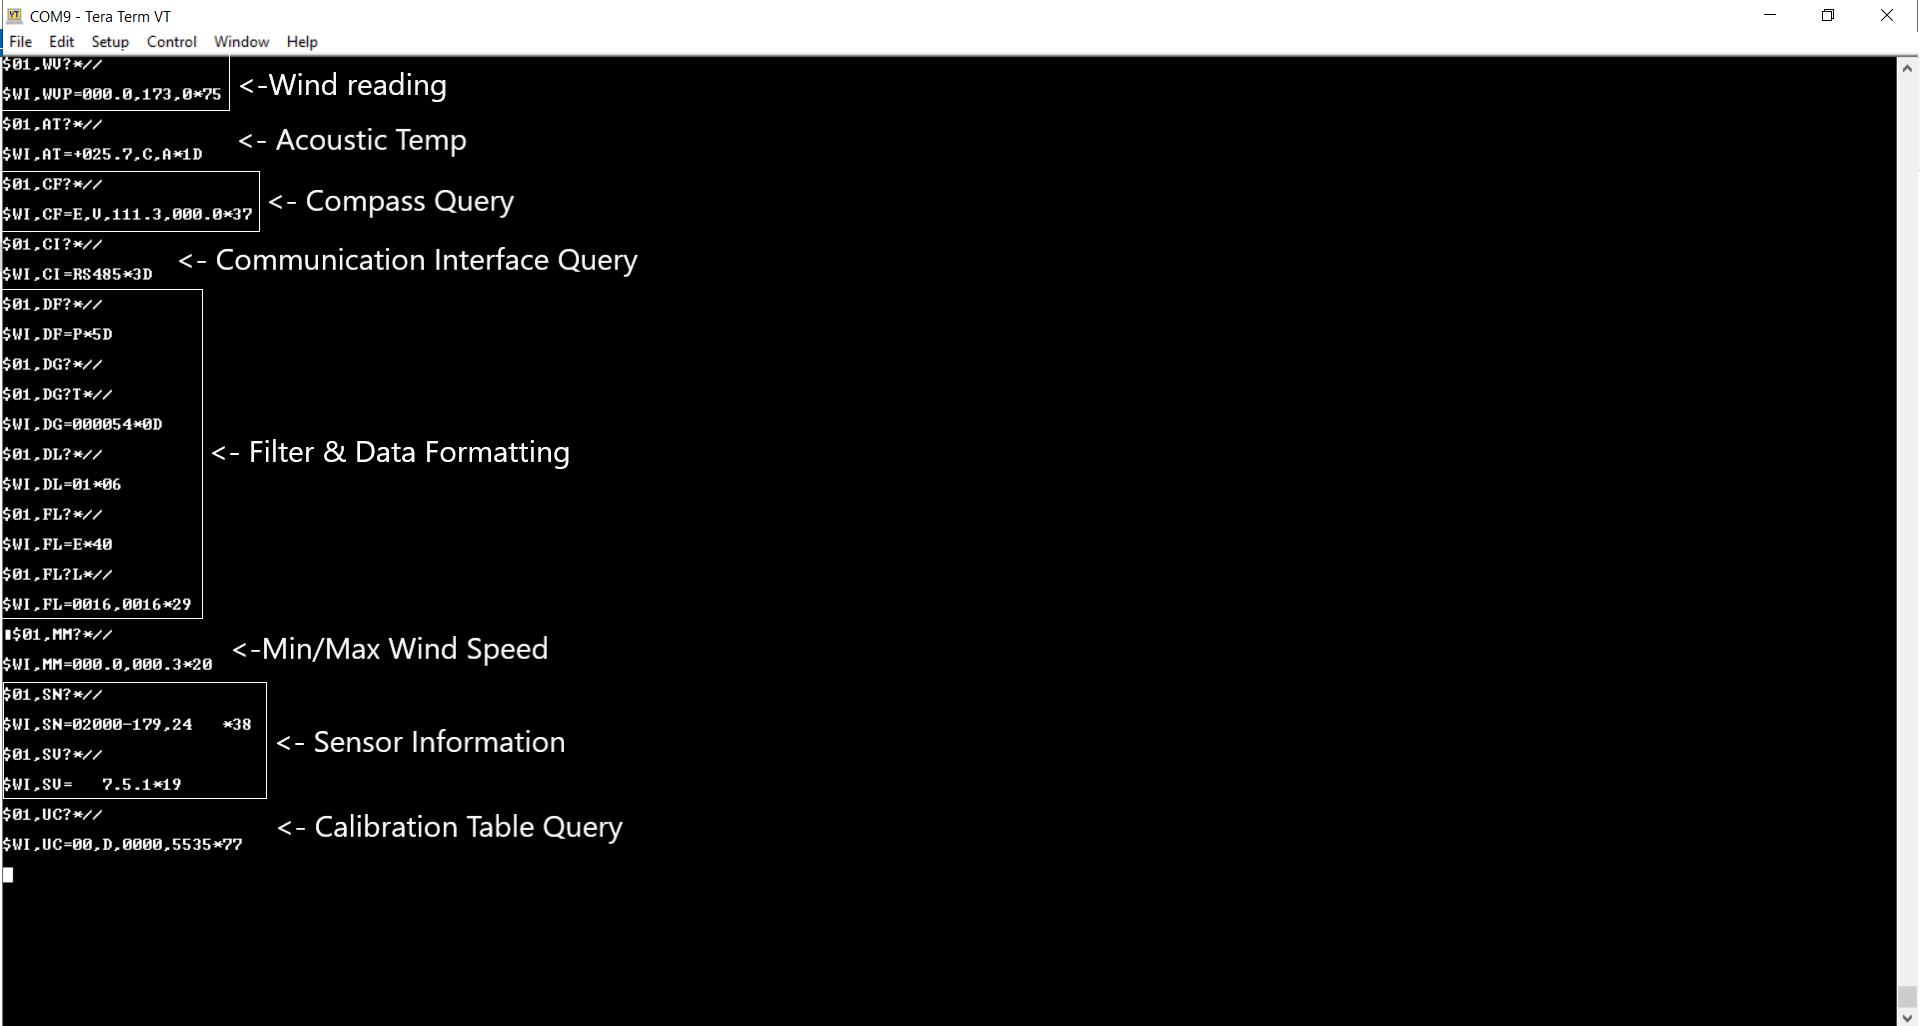 COM9 - Tera Term VT
File Edit Setup Control Window Help
$01,WV?*//
$WI,WVP=000.0,173,0*75
<-Wind reading
$01,AT?*//
$WI,AT=+025.7,C,A*1D
<- Acoustic Temp
$01,CF?*//
$WI,CF=E,V,111.3,000.0*37
<- Compass Query
$01,CI?*//
$WI,CI=RS485*3D
<- Communication Interface Query
$01,DF?*//
$WI,DF=P*5D
$01,DG?*//
$01,DG?T*//
$WI,DG=000054*0D
$01,DL?*//
$WI,DL=01*06
$01,FL?*//
$WI,FL=E*40
$01,FL?L*//
$WI,FL=0016,0016*29
<- Filter & Data Formatting
$01,MM?*//
$WI,MM=000.0,000.3*20
<-Min/Max Wind Speed
$01,SN?*//
$WI,SN=02000-179,24   *38
$01,SV?*//
$WI,SV=   7.5.1*19
<- Sensor Information
$01,UC?*//
$WI,UC=00,D,0000,5535*77
<- Calibration Table Query